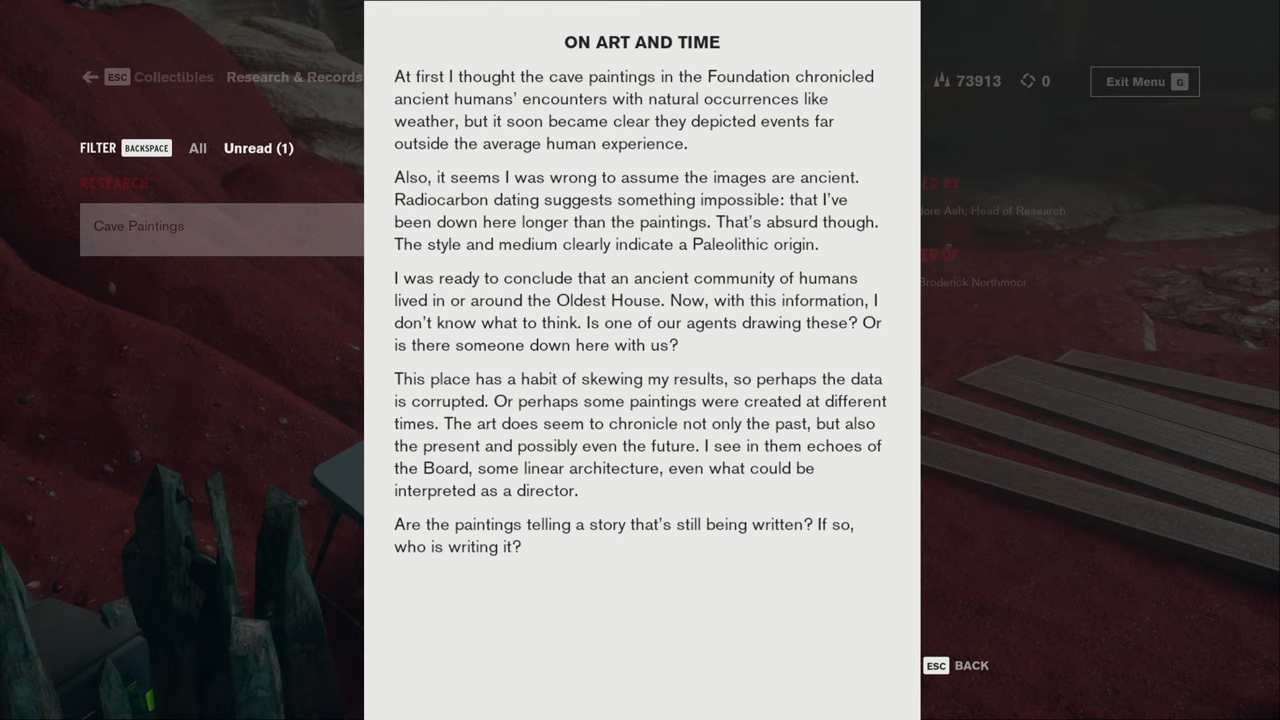 ON ART AND TIME
ESC Collectibles Research & Records
73913 0 Exit Menu G
FILTER BACKSPACE All Unread (1)
RESEARCH
Cave Paintings
At first I thought the cave paintings in the Foundation chronicled
ancient humans’ encounters with natural occurrences like
weather, but it soon became clear they depicted events far
outside the average human experience.
Also, it seems I was wrong to assume the images are ancient.
Radiocarbon dating suggests something impossible: that I’ve
been down here longer than the paintings. That’s absurd though.
The style and medium clearly indicate a Paleolithic origin.
I was ready to conclude that an ancient community of humans
lived in or around the Oldest House. Now, with this information, I
don’t know what to think. Is one of our agents drawing these? Or
is there someone down here with us?
This place has a habit of skewing my results, so perhaps the data
is corrupted. Or perhaps some paintings were created at different
times. The art does seem to chronicle not only the past, but also
the present and possibly even the future. I see in them echoes of
the Board, some linear architecture, even what could be
interpreted as a director.
Are the paintings telling a story that’s still being written? If so,
who is writing it?
ED BY
ore Ash, Head of Research
Broderick Northmoor
ESC BACK